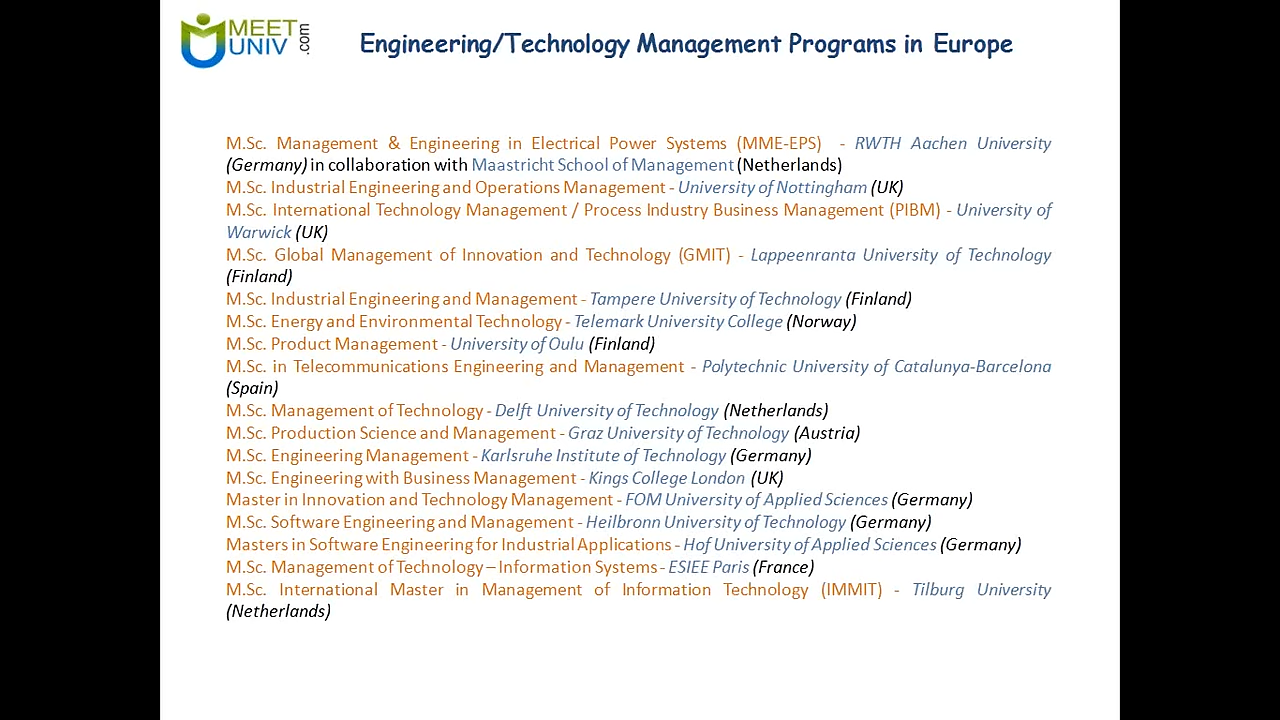 MEET
UNIV
.com
Engineering/Technology Management Programs in Europe
M.Sc. Management & Engineering in Electrical Power Systems (MME-EPS) - RWTH Aachen University
(Germany) in collaboration with Maastricht School of Management (Netherlands)
M.Sc. Industrial Engineering and Operations Management - University of Nottingham (UK)
M.Sc. International Technology Management / Process Industry Business Management (PIBM) - University of
Warwick (UK)
M.Sc. Global Management of Innovation and Technology (GMIT) - Lappeenranta University of Technology
(Finland)
M.Sc. Industrial Engineering and Management - Tampere University of Technology (Finland)
M.Sc. Energy and Environmental Technology - Telemark University College (Norway)
M.Sc. Product Management - University of Oulu (Finland)
M.Sc. in Telecommunications Engineering and Management - Polytechnic University of Catalunya-Barcelona
(Spain)
M.Sc. Management of Technology - Delft University of Technology (Netherlands)
M.Sc. Production Science and Management - Graz University of Technology (Austria)
M.Sc. Engineering Management - Karlsruhe Institute of Technology (Germany)
M.Sc. Engineering with Business Management - Kings College London (UK)
Master in Innovation and Technology Management - FOM University of Applied Sciences (Germany)
M.Sc. Software Engineering and Management - Heilbronn University of Technology (Germany)
Masters in Software Engineering for Industrial Applications - Hof University of Applied Sciences (Germany)
M.Sc. Management of Technology – Information Systems - ESIEE Paris (France)
M.Sc. International Master in Management of Information Technology (IMMIT) - Tilburg University
(Netherlands)